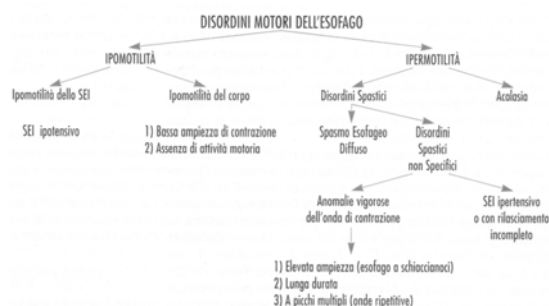 DISORDINI MOTORI DELL'ESOFAGO
IPOMOTILITÀ
IPERMOTILITÀ
Ipomotilità dello SEI
Ipomotilità del corpo
Disordini Spastici
Acalasia
SEI ipotensivo
1) Bassa ampiezza di contrazione
2) Assenza di attività motoria
Spasmo Esofageo
Diffuso
Disordini
Spastici
non Specifici
Anomalie vigorose
dell'onda di contrazione
SEI ipertensivo
o con rilasciamento
incompleto
1) Elevata ampiezza (esofago a schiaccianoci)
2) Lunga durata
3) A picchi multipli (onde ripetitive)